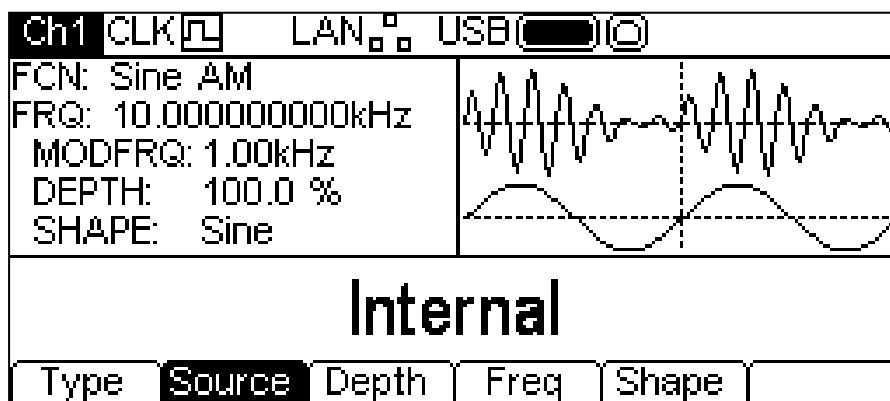 Ch1 CLK LAN USB
FCN: Sine AM
FRQ: 10.000000000kHz
MODFRQ: 1.00kHz
DEPTH: 100.0 %
SHAPE: Sine
Internal
Type Source Depth Freq Shape